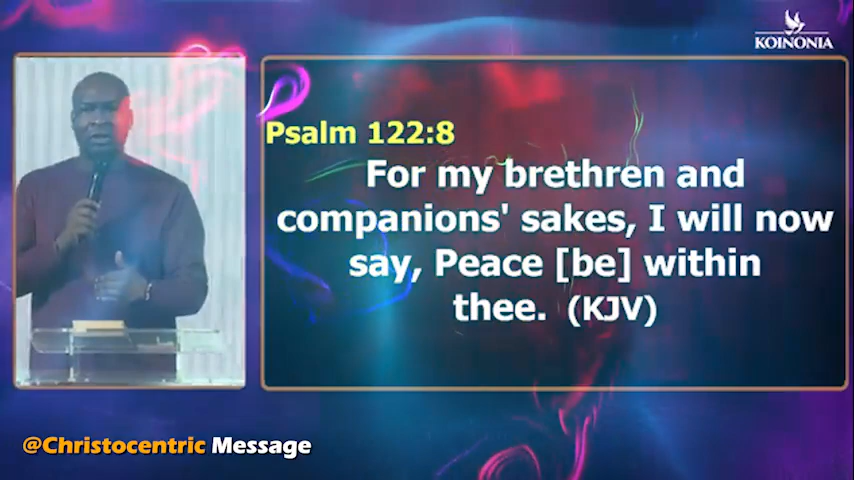 KOINONIA
Psalm 122:8
For my brethren and
companions' sakes, I will now
say, Peace [be] within
thee. (KJV)
@Christocentric Message